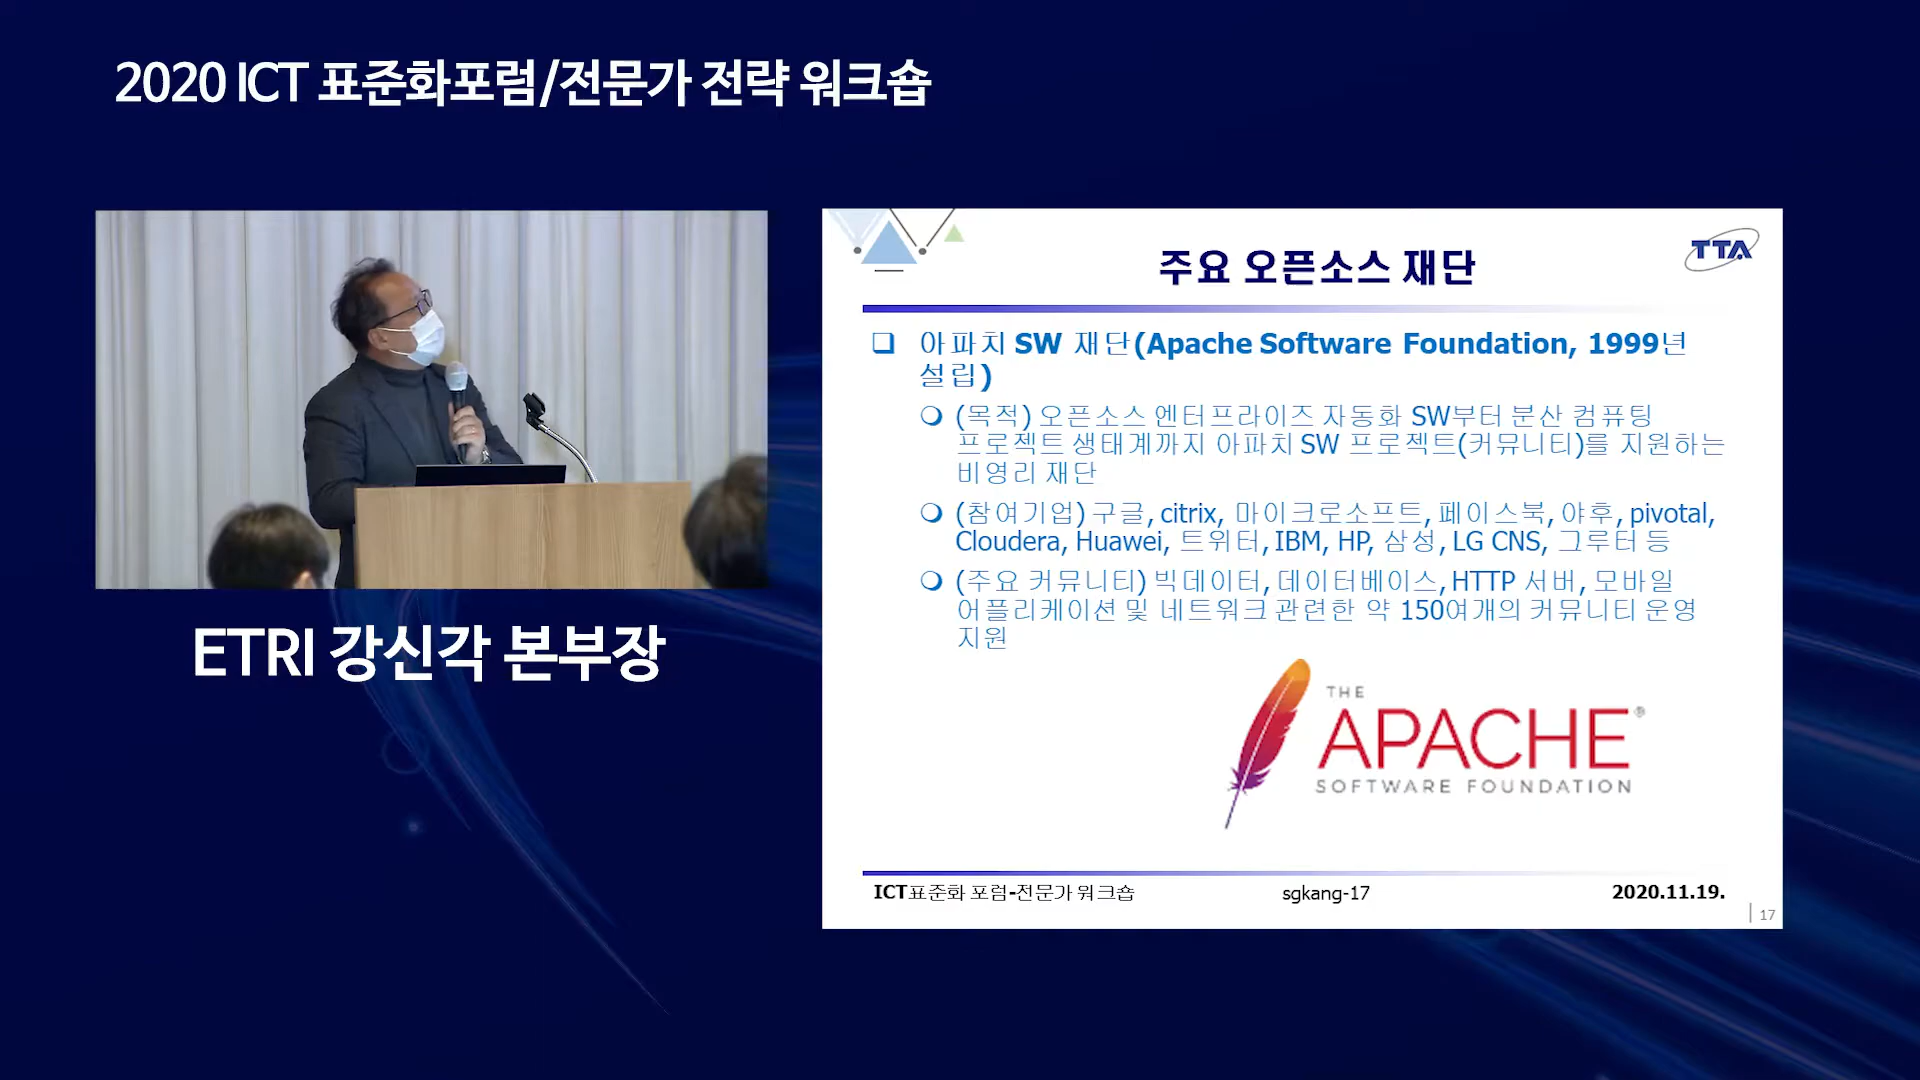 2020 ICT 표준화포럼/전문가 전략 워크숍
ETRI 강신각 본부장
TTA
주요 오픈소스 재단
❑ 아파치 SW 재단(Apache Software Foundation, 1999년
설립)
❍ (목적) 오픈소스 엔터프라이즈 자동화 SW부터 분산 컴퓨팅
프로젝트 생태계까지 아파치 SW 프로젝트(커뮤니티)를 지원하는
비영리 재단
❍ (참여기업) 구글, citrix, 마이크로소프트, 페이스북, 야후, pivotal,
Cloudera, Huawei, 트위터, IBM, HP, 삼성, LG CNS, 그루터 등
❍ (주요 커뮤니티) 빅데이터, 데이터베이스, HTTP 서버, 모바일
어플리케이션 및 네트워크 관련한 약 150여개의 커뮤니티 운영
지원
THE
APACHE®
SOFTWARE FOUNDATION
ICT표준화 포럼-전문가 워크숍 sgkang-17 2020.11.19.
17